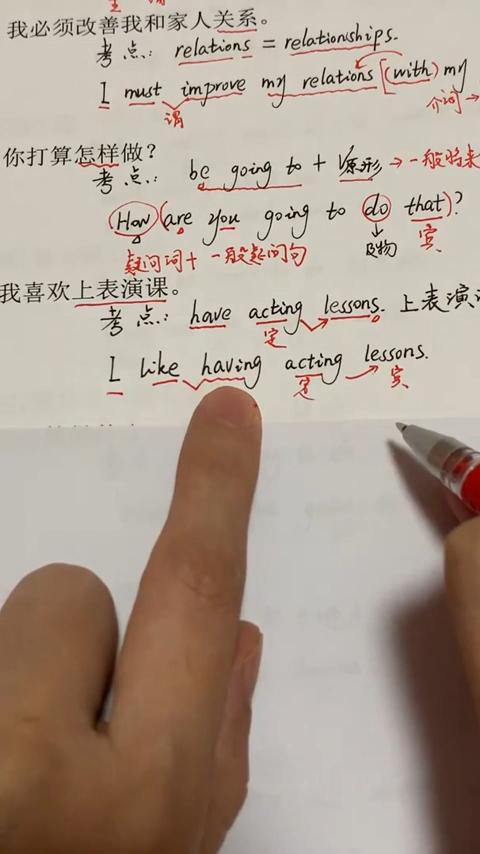 主 谓
我必须改善我和家人关系。
考点: relations = relationships.
I must improve my relations (with) my
谓 介词→
你打算怎样做?
考点: be going to + 原形 → 一般将来
How (are you going to do that)?
疑问词+一般疑问句 及物 宾
我喜欢上表演课。
考点: have acting lessons. 上表演
定
I like having acting lessons.
定 宾